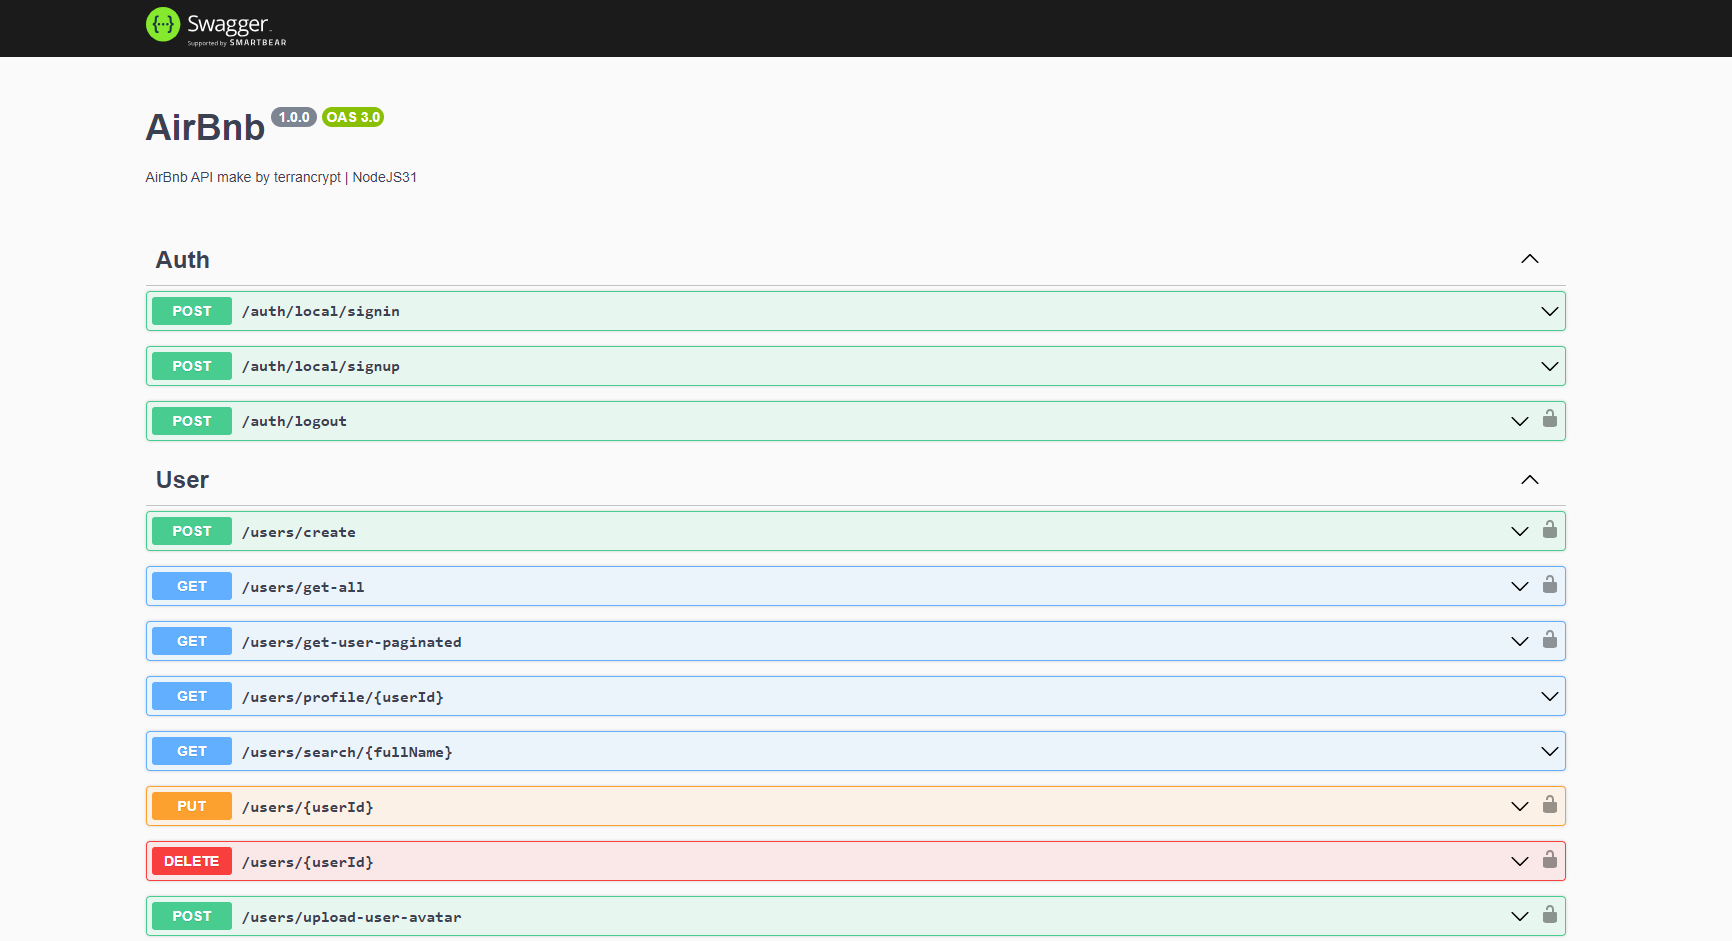 Swagger
Supported by SMARTBEAR
AirBnb 1.0.0 OAS 3.0
AirBnb API make by terrancrypt | NodeJS31
Auth
POST /auth/local/signin
POST /auth/local/signup
POST /auth/logout
User
POST /users/create
GET /users/get-all
GET /users/get-user-paginated
GET /users/profile/{userId}
GET /users/search/{fullName}
PUT /users/{userId}
DELETE /users/{userId}
POST /users/upload-user-avatar